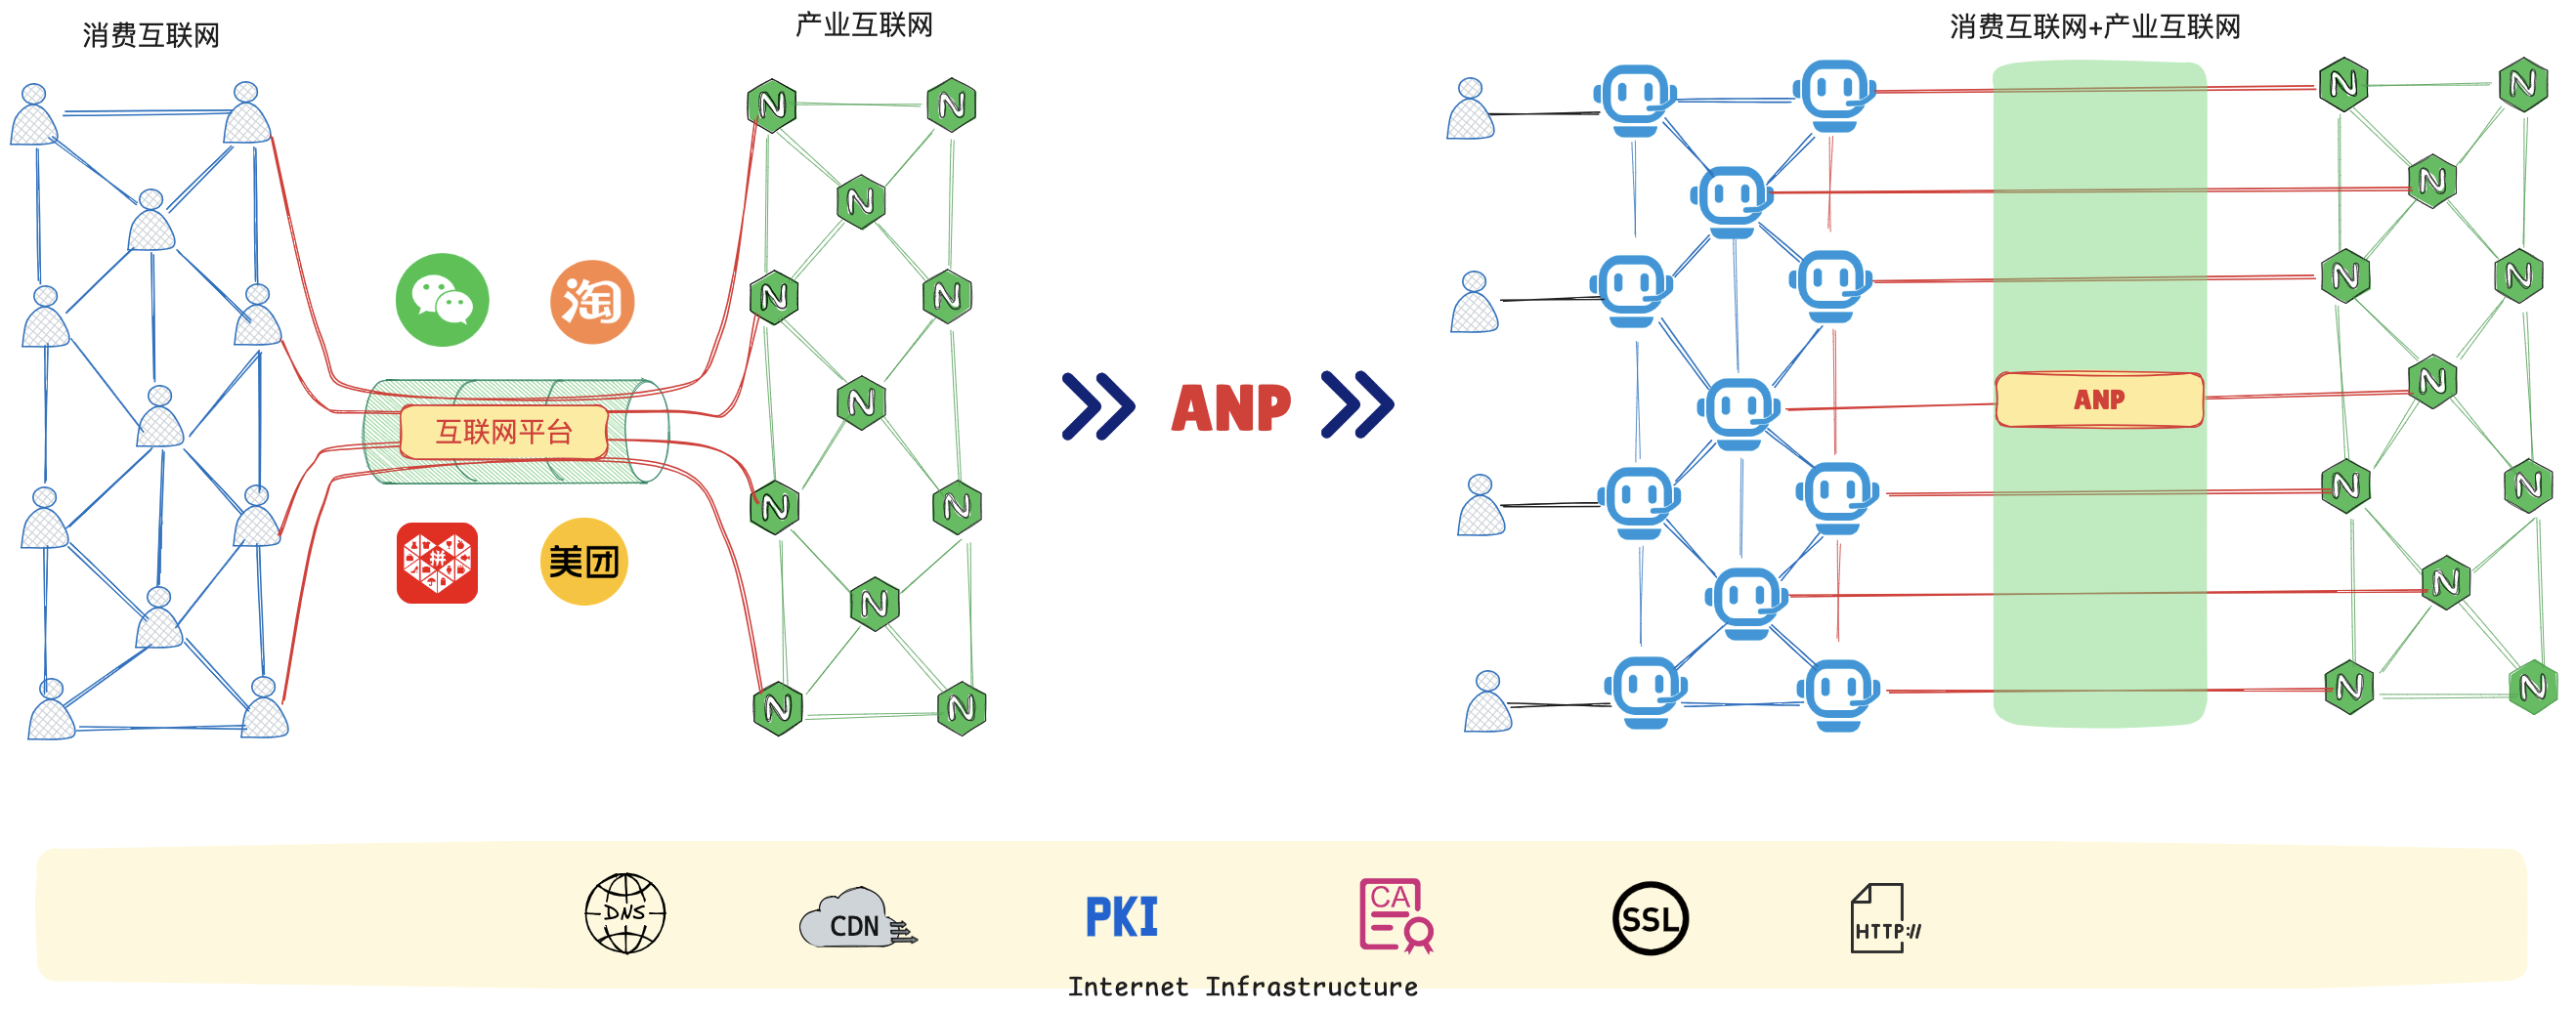 消费互联网
产业互联网
消费互联网+产业互联网
淘
互联网平台
拼
美团
ANP
ANP
DNS
CDN
PKI
CA
SSL
HTTP://
Internet Infrastructure